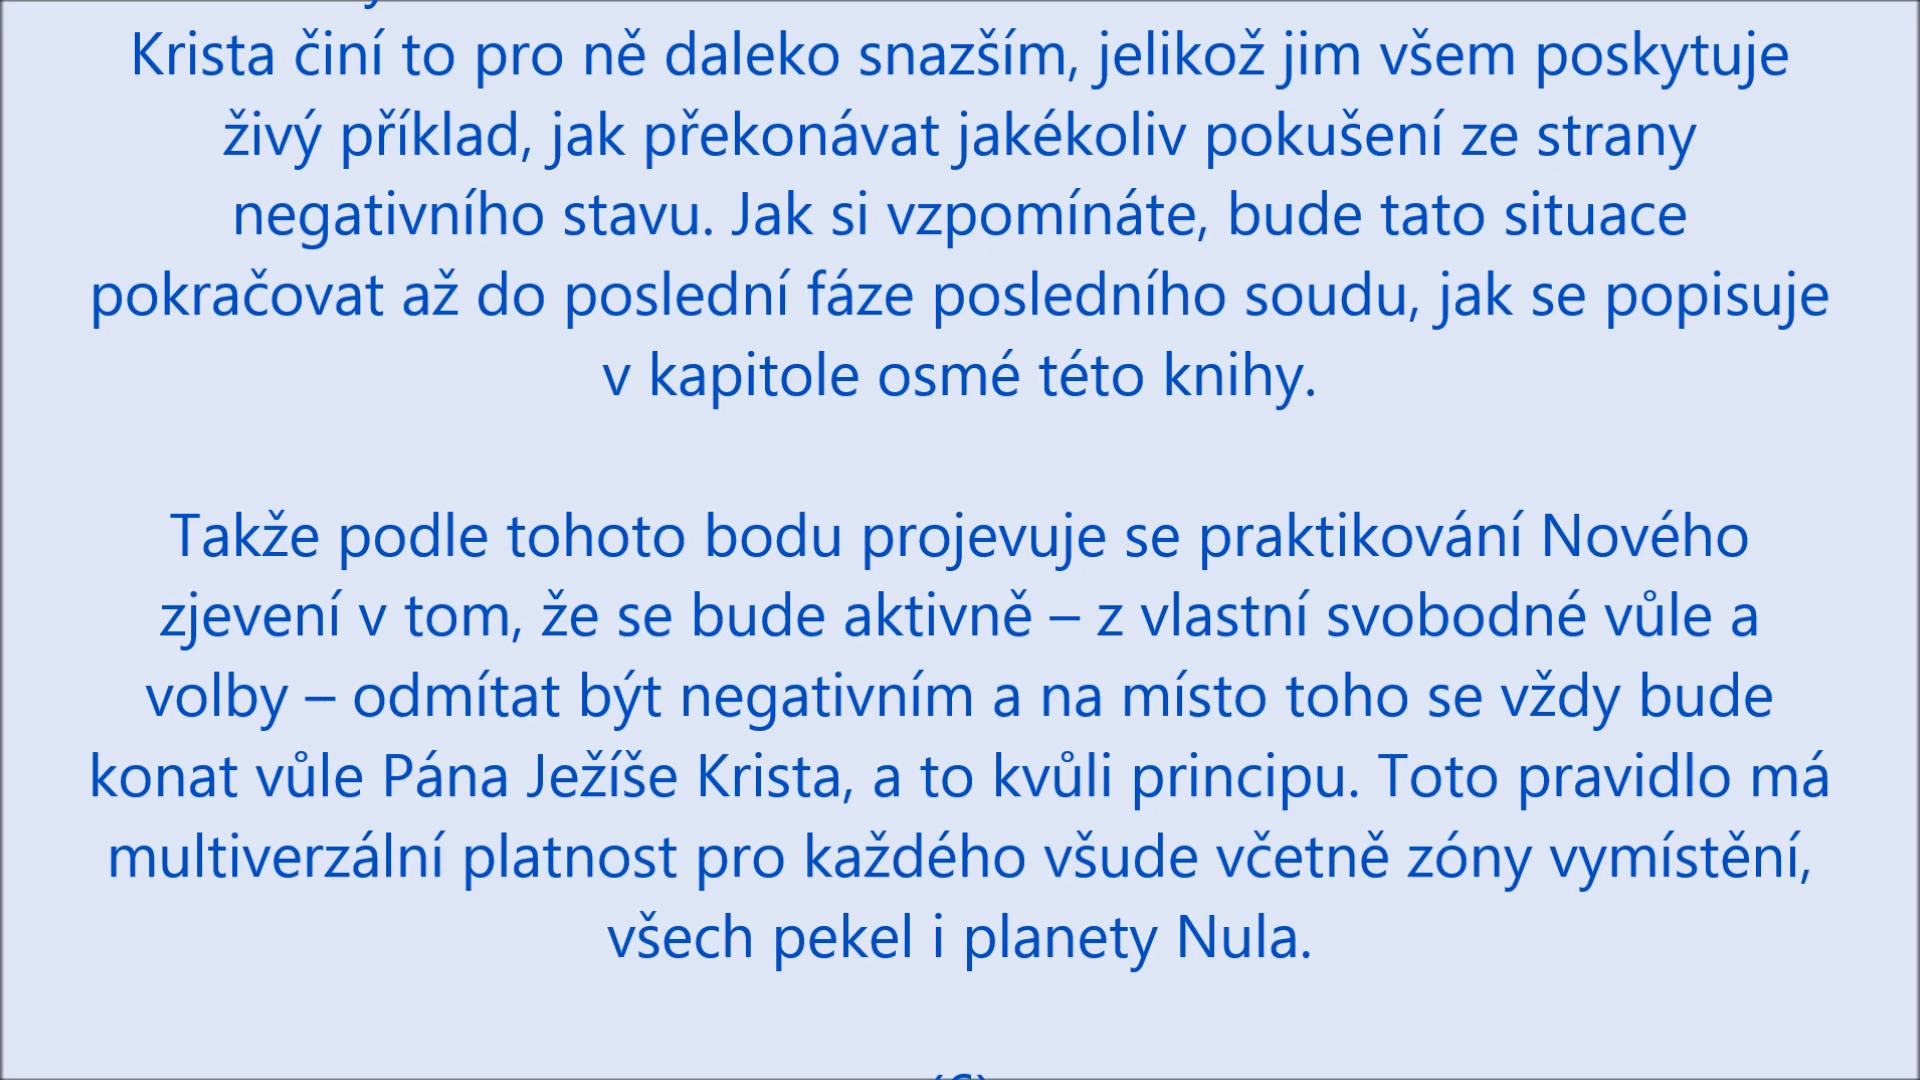 Krista činí to pro ně daleko snazším, jelikož jim všem poskytuje
živý příklad, jak překonávat jakékoliv pokušení ze strany
negativního stavu. Jak si vzpomínáte, bude tato situace
pokračovat až do poslední fáze posledního soudu, jak se popisuje
v kapitole osmé této knihy.
Takže podle tohoto bodu projevuje se praktikování Nového
zjevení v tom, že se bude aktivně – z vlastní svobodné vůle a
volby – odmítat být negativním a na místo toho se vždy bude
konat vůle Pána Ježíše Krista, a to kvůli principu. Toto pravidlo má
multiverzální platnost pro každého všude včetně zóny vymístění,
všech pekel i planety Nula.